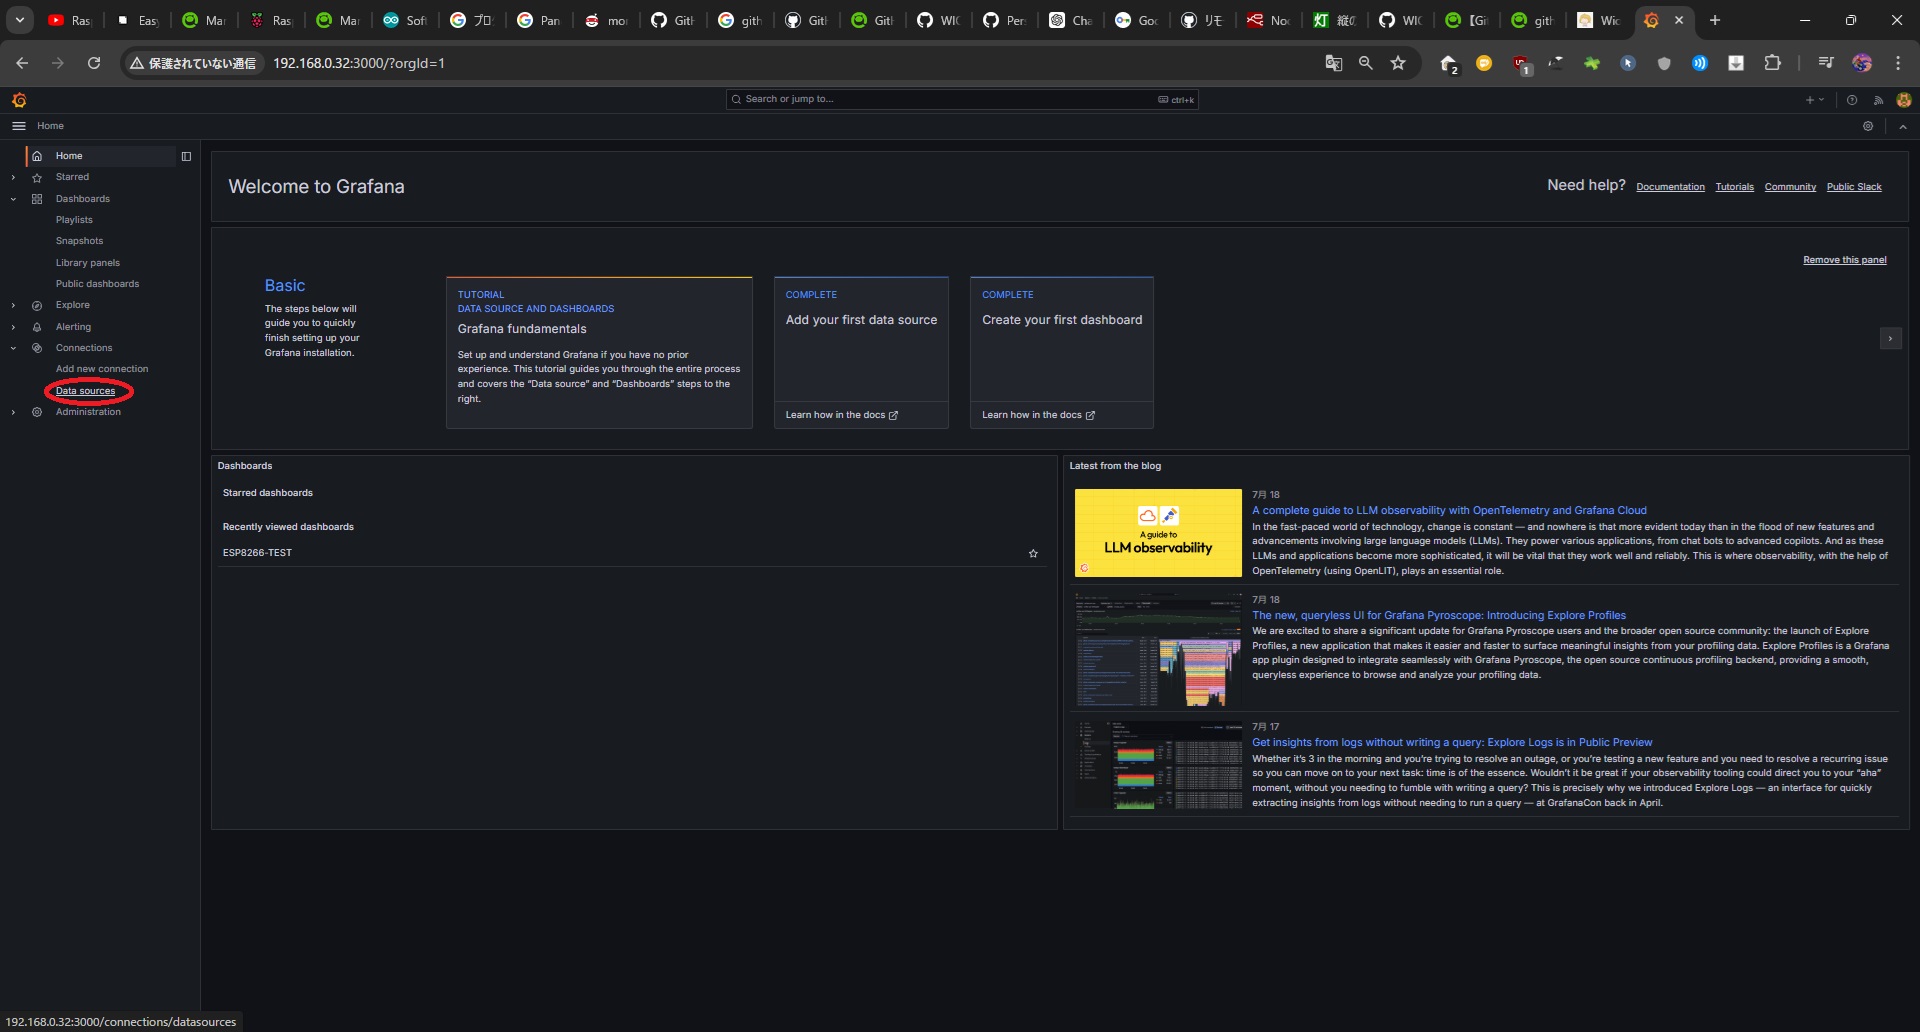 Ras
Eas
Mar
Ras
Mar
Soft
ブロ
Pan
mo
Gith
gith
Gith
Gith
WIC
Per
Cha
Goo
リモ
No
縦の
WIC
【Gi
gith
Wio
保護されていない通信
192.168.0.32:3000/?orgId=1
2
1
Search or jump to...
ctrl+k
Home
Home
Starred
Dashboards
Playlists
Snapshots
Library panels
Public dashboards
Explore
Alerting
Connections
Add new connection
Data sources
Administration
Welcome to Grafana
Need help?
Documentation
Tutorials
Community
Public Slack
Remove this panel
Basic
The steps below will
guide you to quickly
finish setting up your
Grafana installation.
TUTORIAL
DATA SOURCE AND DASHBOARDS
Grafana fundamentals
Set up and understand Grafana if you have no prior
experience. This tutorial guides you through the entire process
and covers the “Data source” and “Dashboards” steps to the
right.
COMPLETE
Add your first data source
Learn how in the docs
COMPLETE
Create your first dashboard
Learn how in the docs
Dashboards
Starred dashboards
Recently viewed dashboards
ESP8266-TEST
Latest from the blog
A guide to
LLM observability
7月 18
A complete guide to LLM observability with OpenTelemetry and Grafana Cloud
In the fast-paced world of technology, change is constant — and nowhere is that more evident today than in the flood of new features and
advancements involving large language models (LLMs). They power various applications, from chat bots to advanced copilots. And as these
LLMs and applications become more sophisticated, it will be vital that they work well and reliably. This is where observability, with the help of
OpenTelemetry (using OpenLIT), plays an essential role.
7月 18
The new, queryless UI for Grafana Pyroscope: Introducing Explore Profiles
We are excited to share a significant update for Grafana Pyroscope users and the broader open source community: the launch of Explore
Profiles, a new application that makes it easier and faster to surface meaningful insights from your profiling data. Explore Profiles is a Grafana
app plugin designed to integrate seamlessly with Grafana Pyroscope, the open source continuous profiling backend, providing a smooth,
queryless experience to browse and analyze your profiling data.
7月 17
Get insights from logs without writing a query: Explore Logs is in Public Preview
Whether it’s 3 in the morning and you’re trying to resolve an outage, or you’re testing a new feature and you need to resolve a recurring issue
so you can move on to your next task: time is of the essence. Wouldn’t it be great if your observability tooling could direct you to your “aha”
moment, without you needing to fumble with writing a query? This is precisely why we introduced Explore Logs — an interface for quickly
extracting insights from logs without needing to run a query — at GrafanaCon back in April.
192.168.0.32:3000/connections/datasources